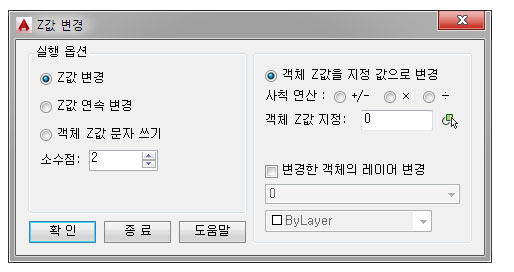 Z값 변경
실행 옵션
Z값 변경
Z값 연속 변경
객체 Z값 문자 쓰기
소수점: 2
확 인
종 료
도움말
객체 Z값을 지정 값으로 변경
사칙 연산 : +/- × ÷
객체 Z값 지정: 0
변경한 객체의 레이어 변경
0
ByLayer